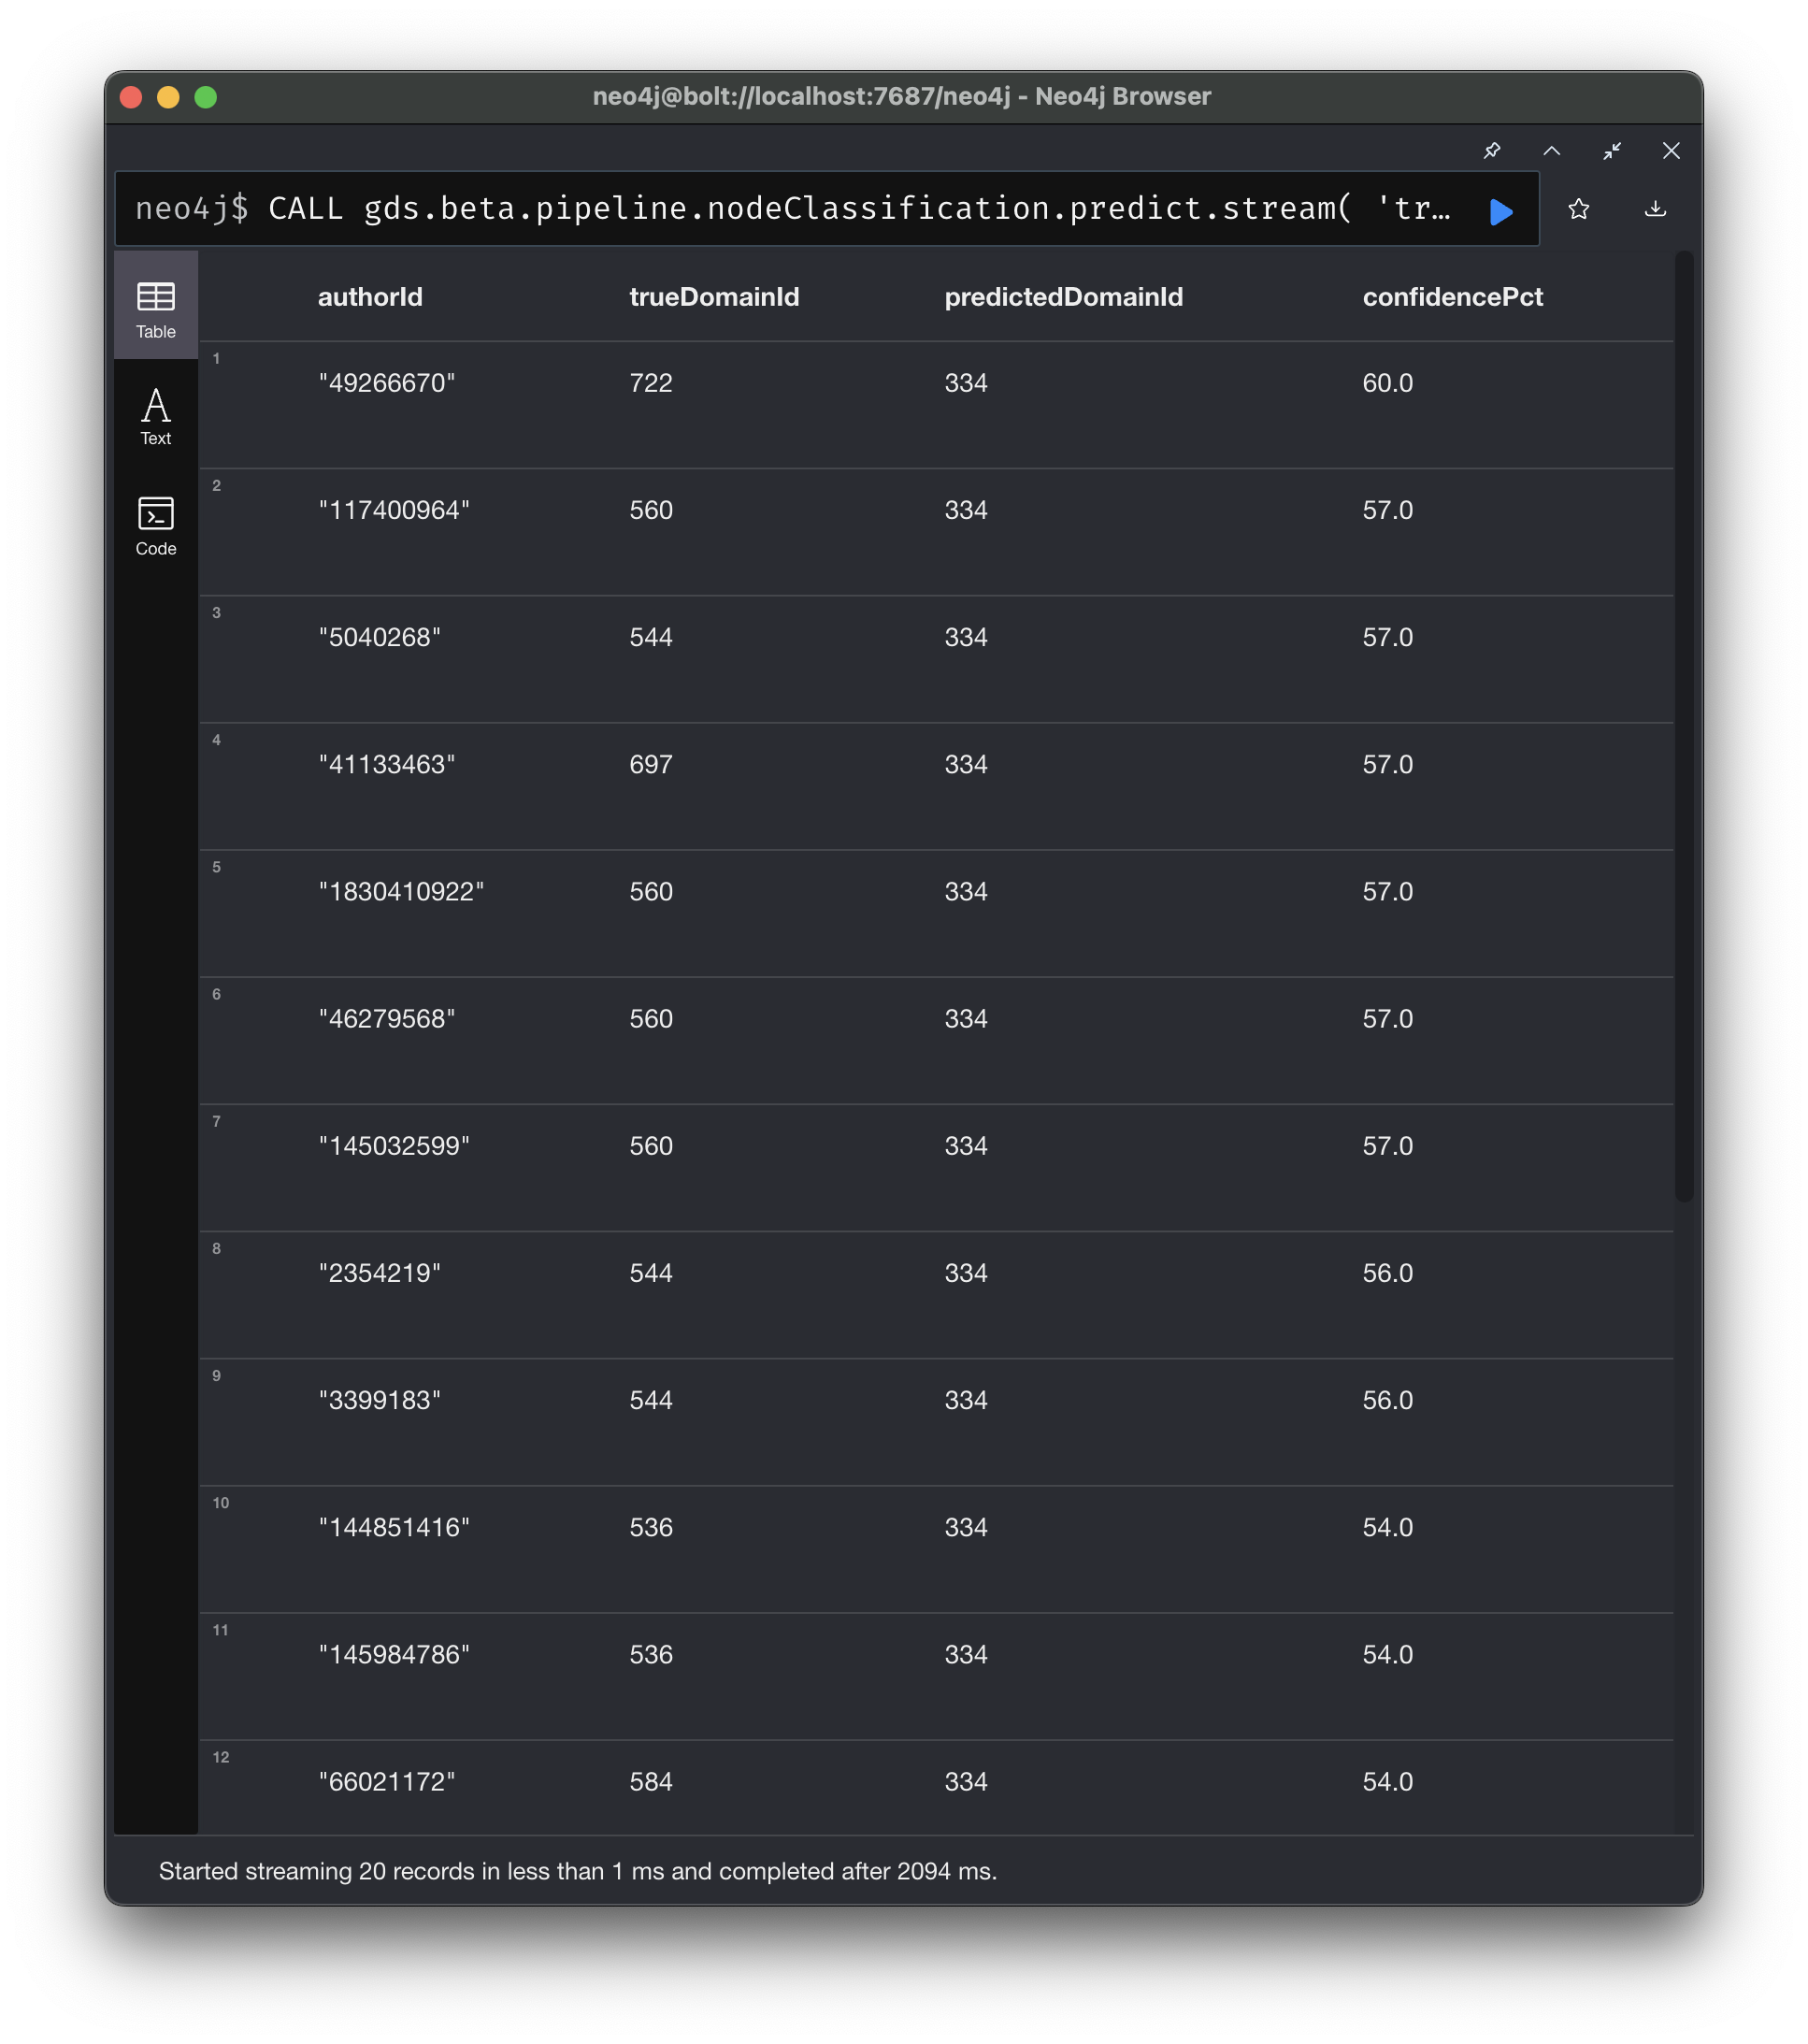 neo4j@bolt://localhost:7687/neo4j - Neo4j Browser
neo4j$ CALL gds.beta.pipeline.nodeClassification.predict.stream( 'tr…
Table
Text
Code
authorId trueDomainId predictedDomainId confidencePct
1 "49266670" 722 334 60.0
2 "117400964" 560 334 57.0
3 "5040268" 544 334 57.0
4 "41133463" 697 334 57.0
5 "1830410922" 560 334 57.0
6 "46279568" 560 334 57.0
7 "145032599" 560 334 57.0
8 "2354219" 544 334 56.0
9 "3399183" 544 334 56.0
10 "144851416" 536 334 54.0
11 "145984786" 536 334 54.0
12 "66021172" 584 334 54.0
Started streaming 20 records in less than 1 ms and completed after 2094 ms.